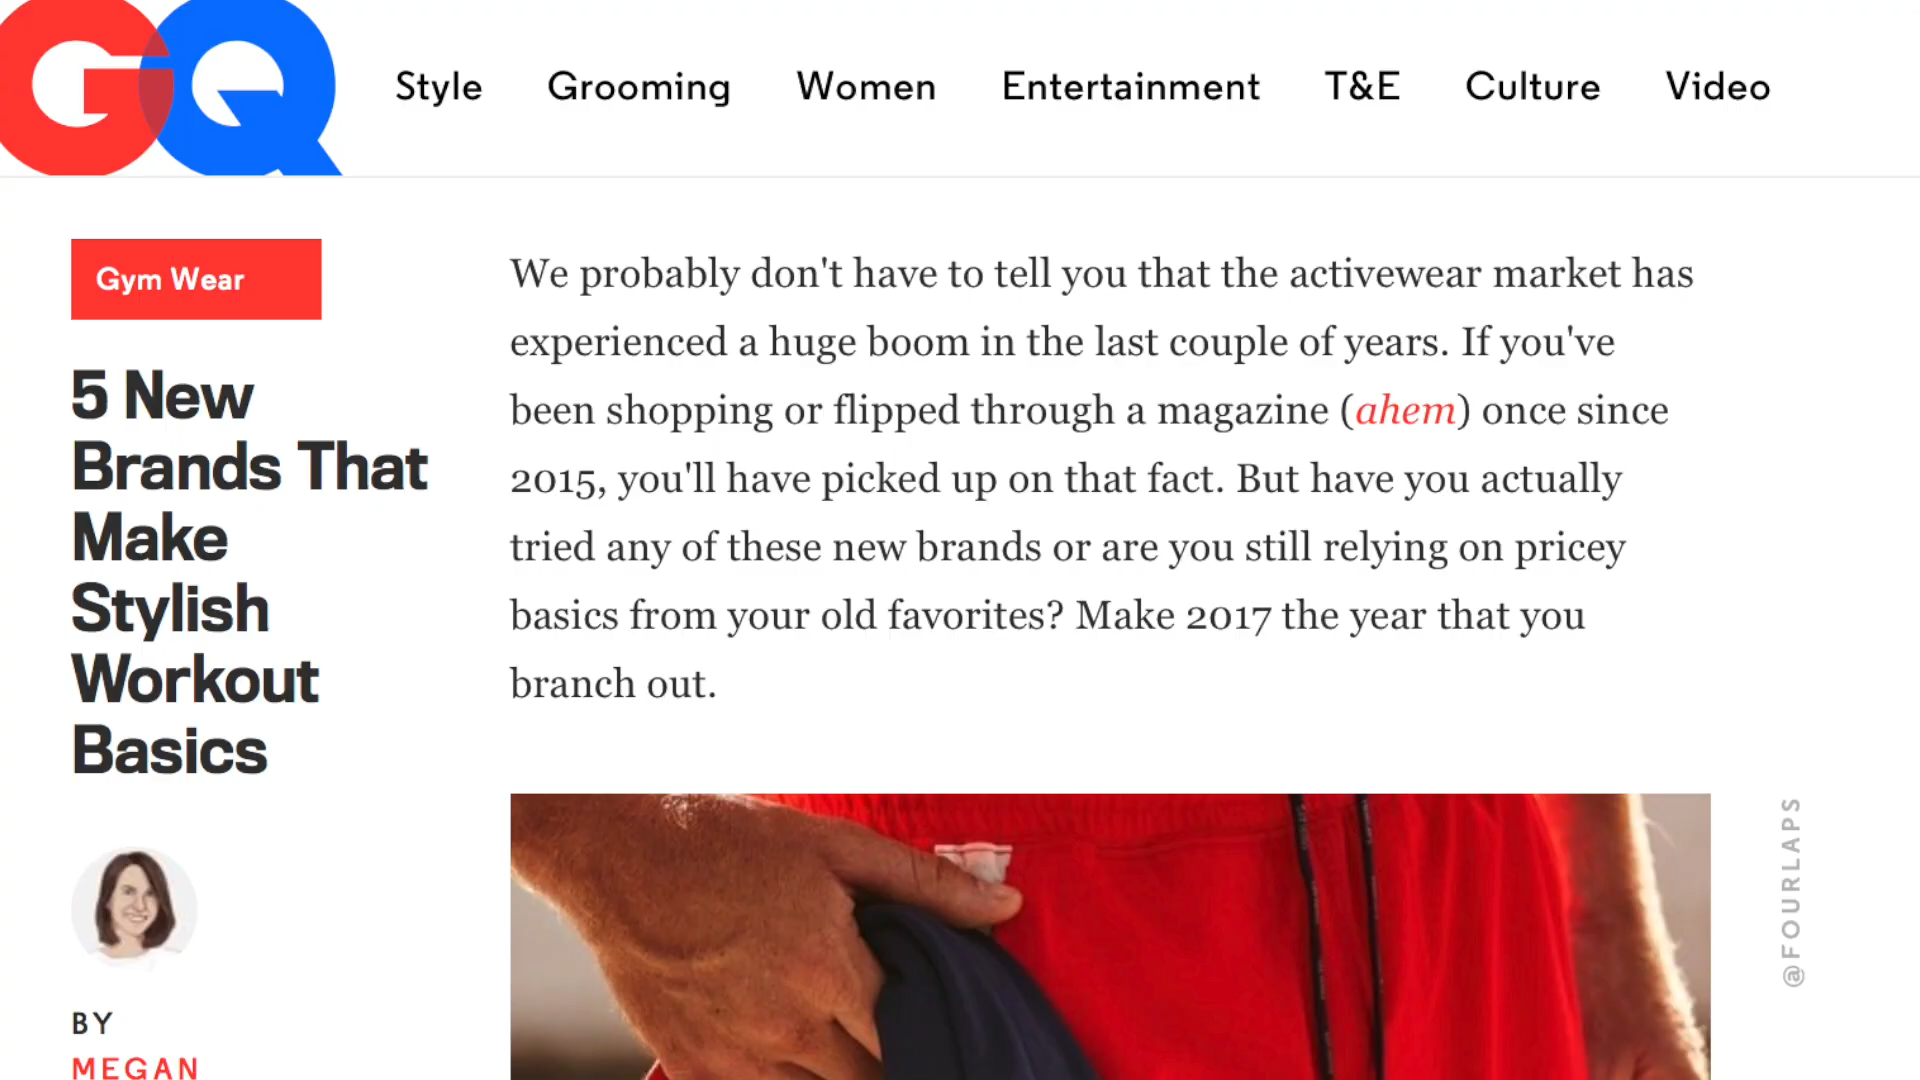 GQ
Style Grooming Women Entertainment T&E Culture Video
Gym Wear
5 New
Brands That
Make
Stylish
Workout
Basics
BY
MEGAN
We probably don't have to tell you that the activewear market has
experienced a huge boom in the last couple of years. If you've
been shopping or flipped through a magazine (ahem) once since
2015, you'll have picked up on that fact. But have you actually
tried any of these new brands or are you still relying on pricey
basics from your old favorites? Make 2017 the year that you
branch out.
@FOURLAPS